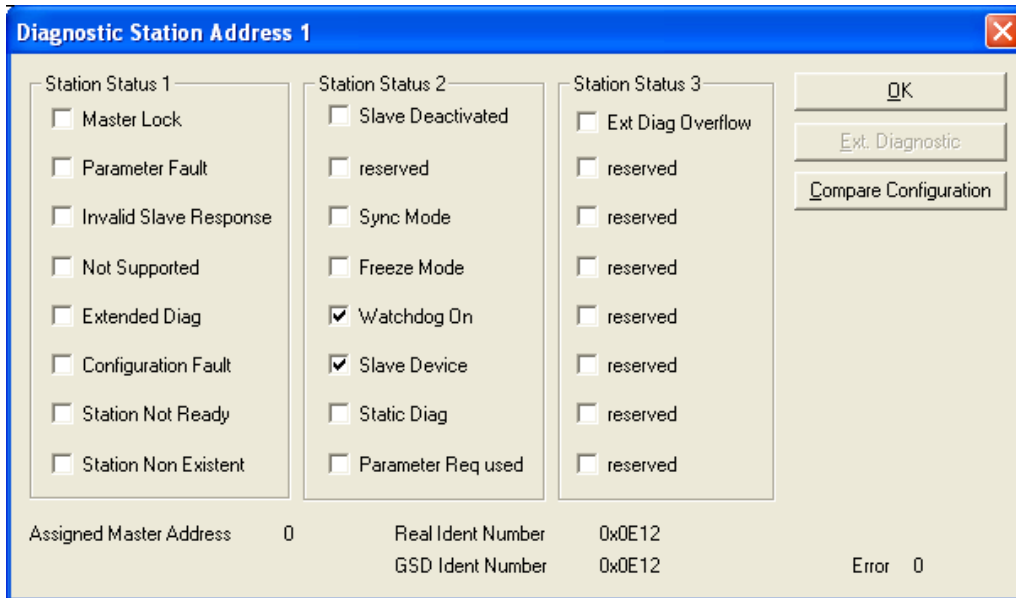 Diagnostic Station Address 1
Station Status 1
Master Lock
Parameter Fault
Invalid Slave Response
Not Supported
Extended Diag
Configuration Fault
Station Not Ready
Station Non Existent
Station Status 2
Slave Deactivated
reserved
Sync Mode
Freeze Mode
Watchdog On
Slave Device
Static Diag
Parameter Req used
Station Status 3
Ext Diag Overflow
reserved
reserved
reserved
reserved
reserved
reserved
reserved
OK
Ext. Diagnostic
Compare Configuration
Assigned Master Address 0
Real Ident Number 0x0E12
GSD Ident Number 0x0E12
Error 0